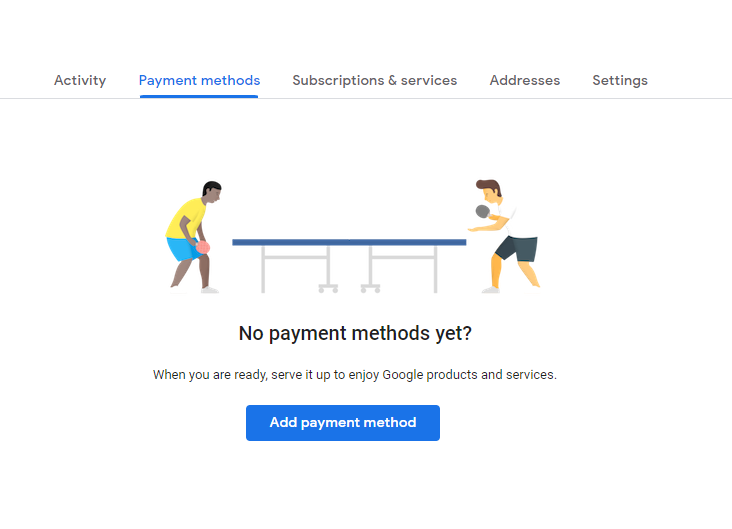 Activity Payment methods Subscriptions & services Addresses Settings
No payment methods yet?
When you are ready, serve it up to enjoy Google products and services.
Add payment method